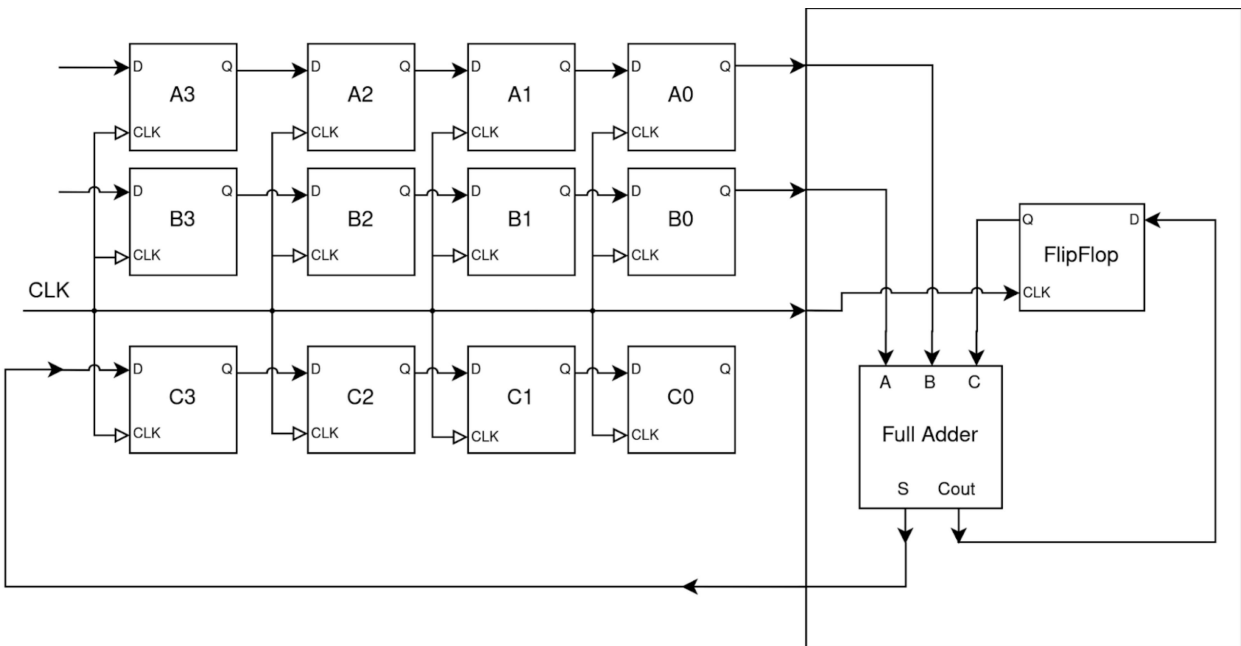 D Q D Q D Q D Q
A3 A2 A1 A0
CLK CLK CLK CLK
D Q D Q D Q D Q
B3 B2 B1 B0
CLK CLK CLK CLK
Q D
FlipFlop
CLK
CLK
D Q D Q D Q D Q
C3 C2 C1 C0
CLK CLK CLK CLK
A B C
Full Adder
S Cout